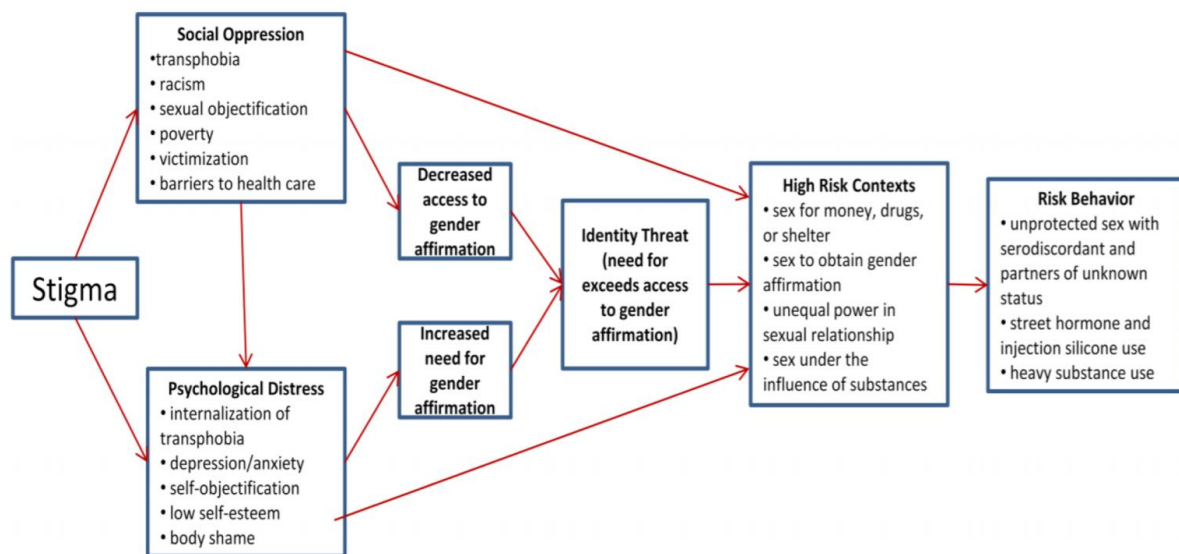 Social Oppression
•transphobia
• racism
• sexual objectification
• poverty
• victimization
• barriers to health care
Stigma
Psychological Distress
• internalization of
transphobia
• depression/anxiety
• self-objectification
• low self-esteem
• body shame
Decreased
access to
gender
affirmation
Increased
need for
gender
affirmation
Identity Threat
(need for
exceeds access
to gender
affirmation)
High Risk Contexts
• sex for money, drugs,
or shelter
• sex to obtain gender
affirmation
• unequal power in
sexual relationship
• sex under the
influence of substances
Risk Behavior
• unprotected sex with
serodiscordant and
partners of unknown
status
• street hormone and
injection silicone use
• heavy substance use